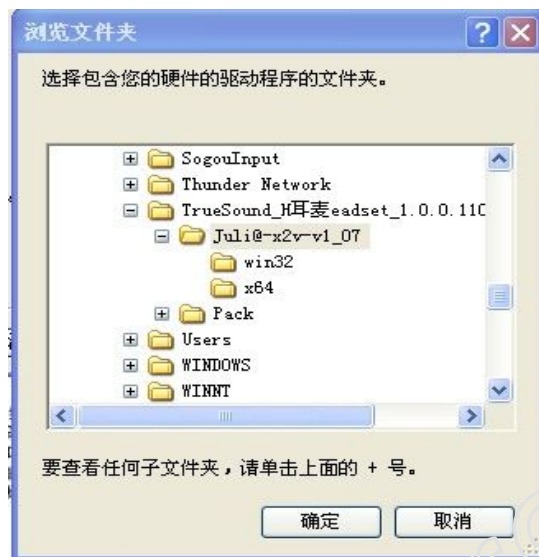 浏览文件夹
选择包含您的硬件的驱动程序的文件夹。
SogouInput
Thunder Network
TrueSound_H耳麦eadset_1.0.0.110
Juli@-x2v-v1_07
win32
x64
Pack
Users
WINDOWS
WINNT
要查看任何子文件夹，请单击上面的 + 号。
确定
取消